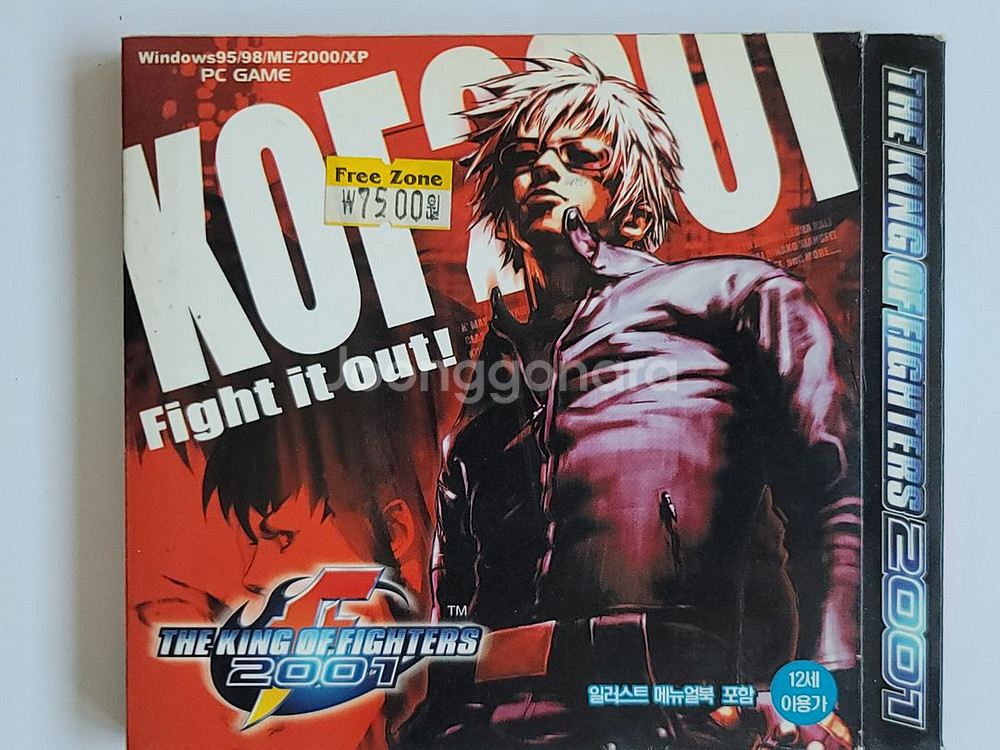 Windows95/98/ME/2000/XP
PC GAME
KOF2001
Free Zone
₩7500원
Fight it out!
Joonggonara
THE KING OF FIGHTERS
2001
TM
일러스트 메뉴얼북 포함
12세
이용가
THE KING OF FIGHTERS 2001